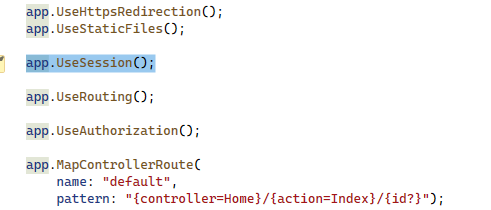 app.UseHttpsRedirection();
app.UseStaticFiles();
app.UseSession();
app.UseRouting();
app.UseAuthorization();
app.MapControllerRoute(
    name: "default",
    pattern: "{controller=Home}/{action=Index}/{id?}");